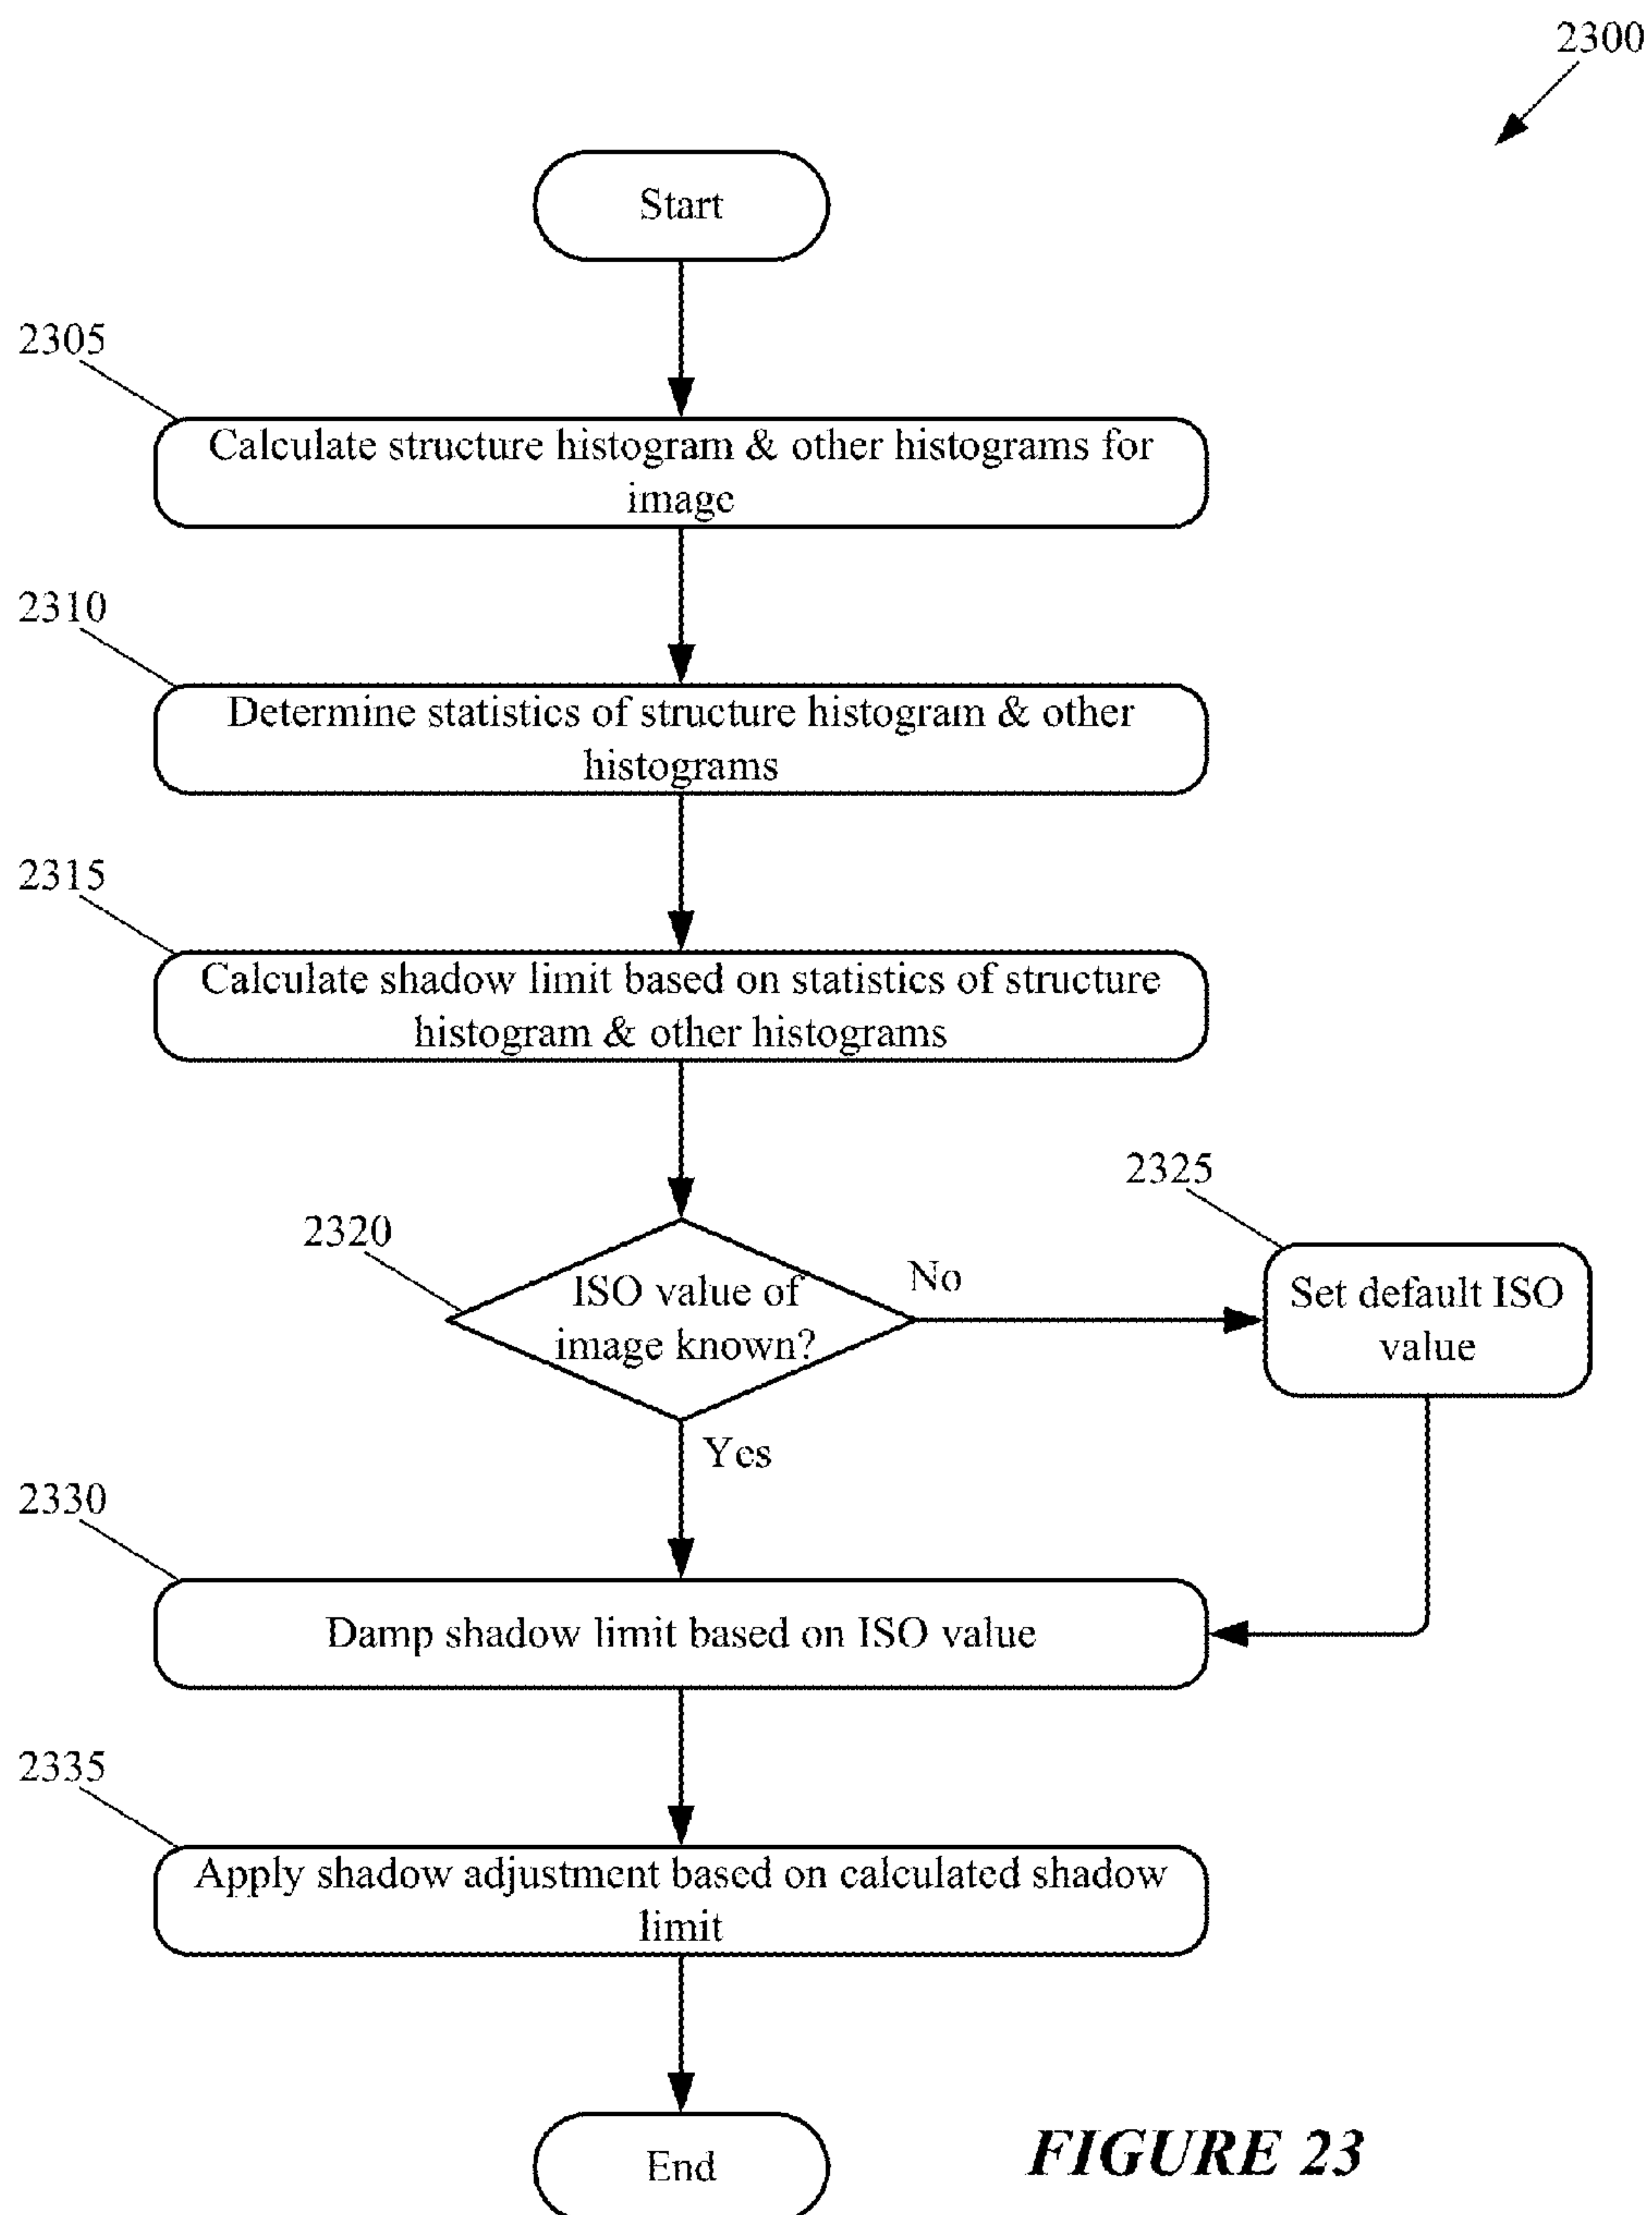 2300
Start
2305
Calculate structure histogram & other histograms for
image
2310
Determine statistics of structure histogram & other
histograms
2315
Calculate shadow limit based on statistics of structure
histogram & other histograms
2320
ISO value of
image known?
No
2325
Set default ISO
value
Yes
2330
Damp shadow limit based on ISO value
2335
Apply shadow adjustment based on calculated shadow
limit
End
FIGURE 23